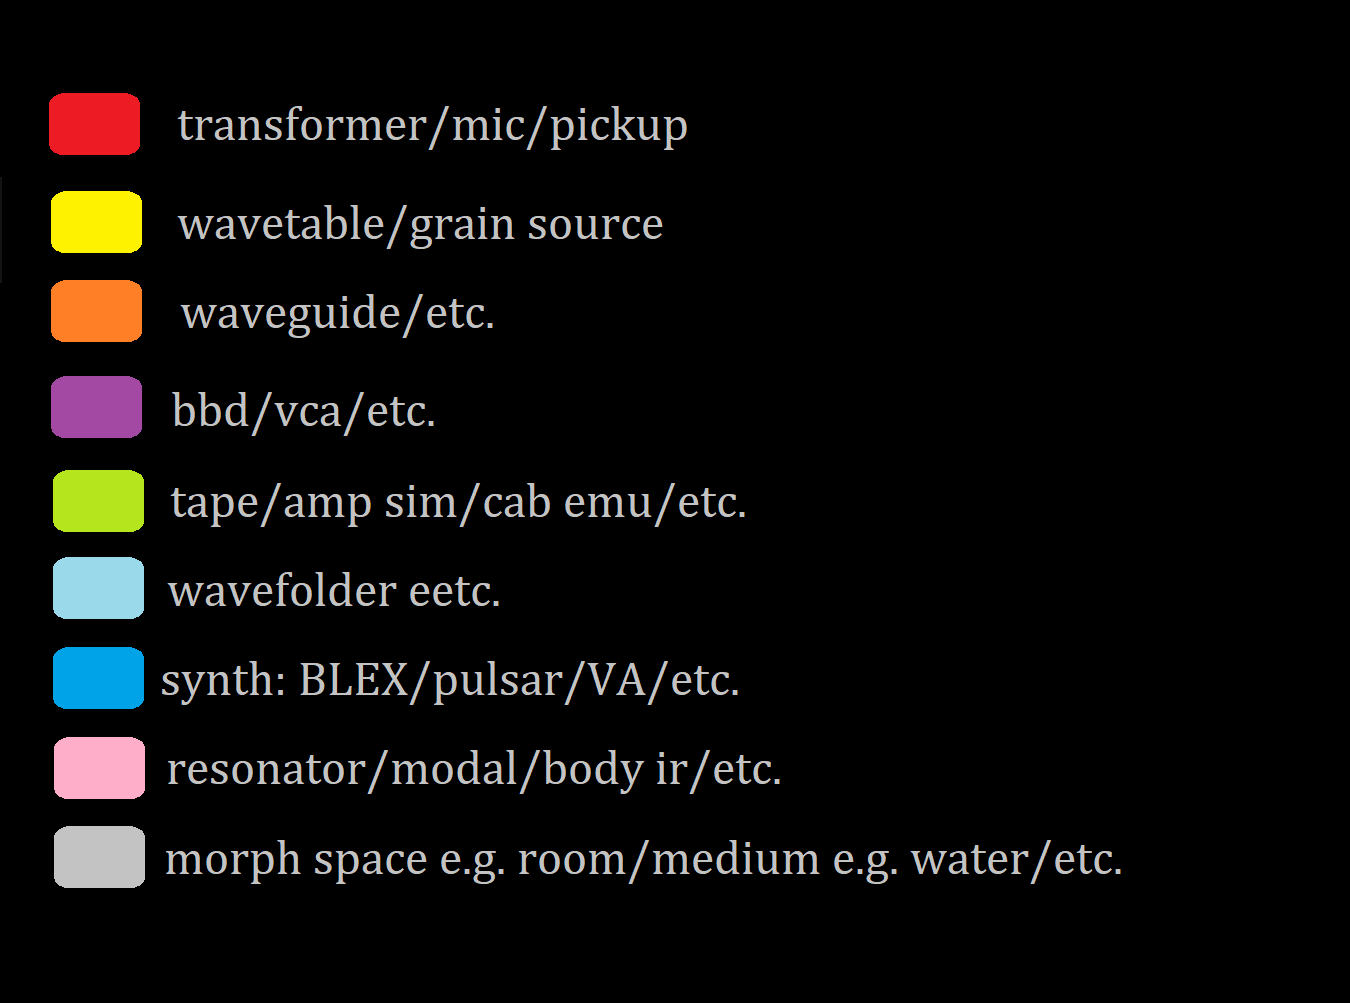 transformer/mic/pickup
wavetable/grain source
waveguide/etc.
bbd/vca/etc.
tape/amp sim/cab emu/etc.
wavefolder eetc.
synth: BLEX/pulsar/VA/etc.
resonator/modal/body ir/etc.
morph space e.g. room/medium e.g. water/etc.